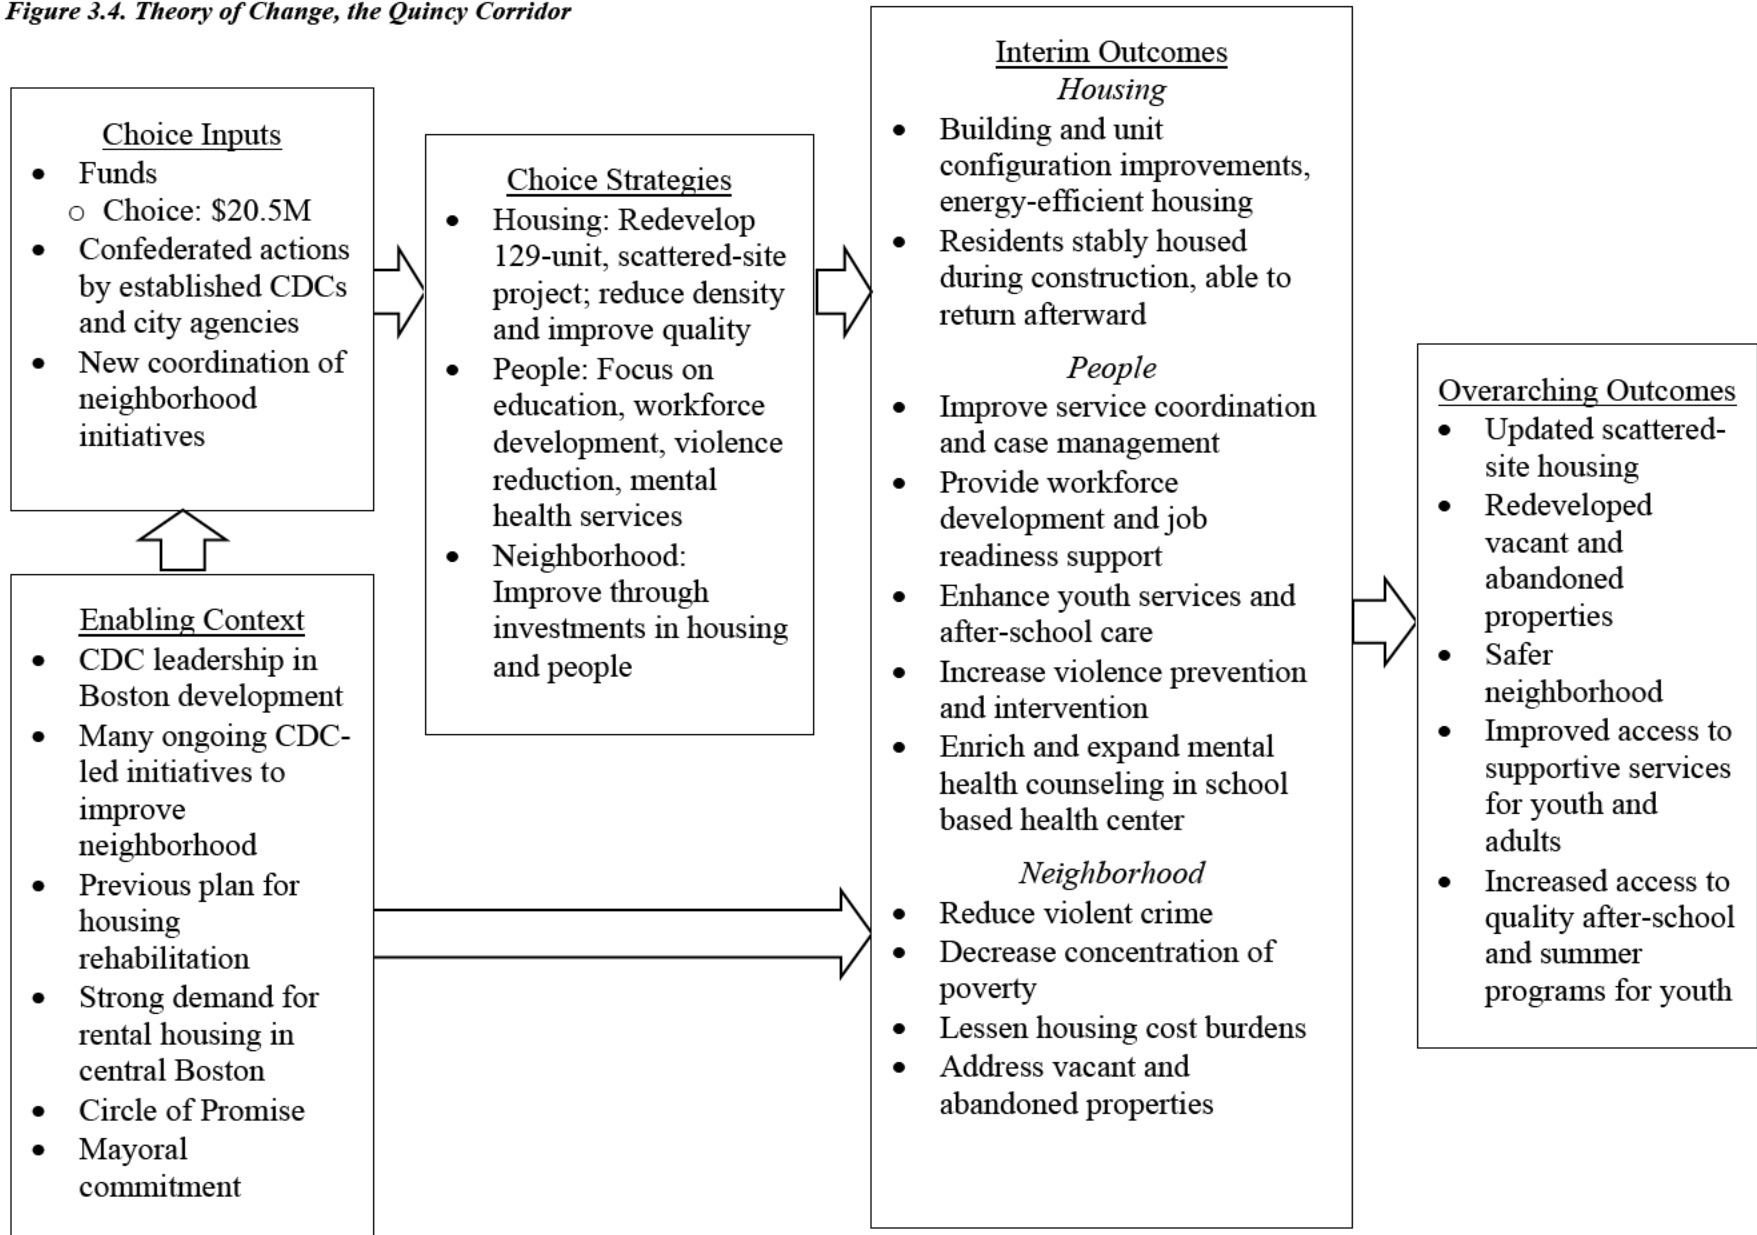 Figure 3.4. Theory of Change, the Quincy Corridor
Choice Inputs
• Funds
o Choice: $20.5M
• Confederated actions
by established CDCs
and city agencies
• New coordination of
neighborhood
initiatives
Enabling Context
• CDC leadership in
Boston development
• Many ongoing CDC-
led initiatives to
improve
neighborhood
• Previous plan for
housing
rehabilitation
• Strong demand for
rental housing in
central Boston
• Circle of Promise
• Mayoral
commitment
Choice Strategies
• Housing: Redevelop
129-unit, scattered-site
project; reduce density
and improve quality
• People: Focus on
education, workforce
development, violence
reduction, mental
health services
• Neighborhood:
Improve through
investments in housing
and people
Interim Outcomes
Housing
• Building and unit
configuration improvements,
energy-efficient housing
• Residents stably housed
during construction, able to
return afterward
People
• Improve service coordination
and case management
• Provide workforce
development and job
readiness support
• Enhance youth services and
after-school care
• Increase violence prevention
and intervention
• Enrich and expand mental
health counseling in school
based health center
Neighborhood
• Reduce violent crime
• Decrease concentration of
poverty
• Lessen housing cost burdens
• Address vacant and
abandoned properties
Overarching Outcomes
• Updated scattered-
site housing
• Redeveloped
vacant and
abandoned
properties
• Safer
neighborhood
• Improved access to
supportive services
for youth and
adults
• Increased access to
quality after-school
and summer
programs for youth